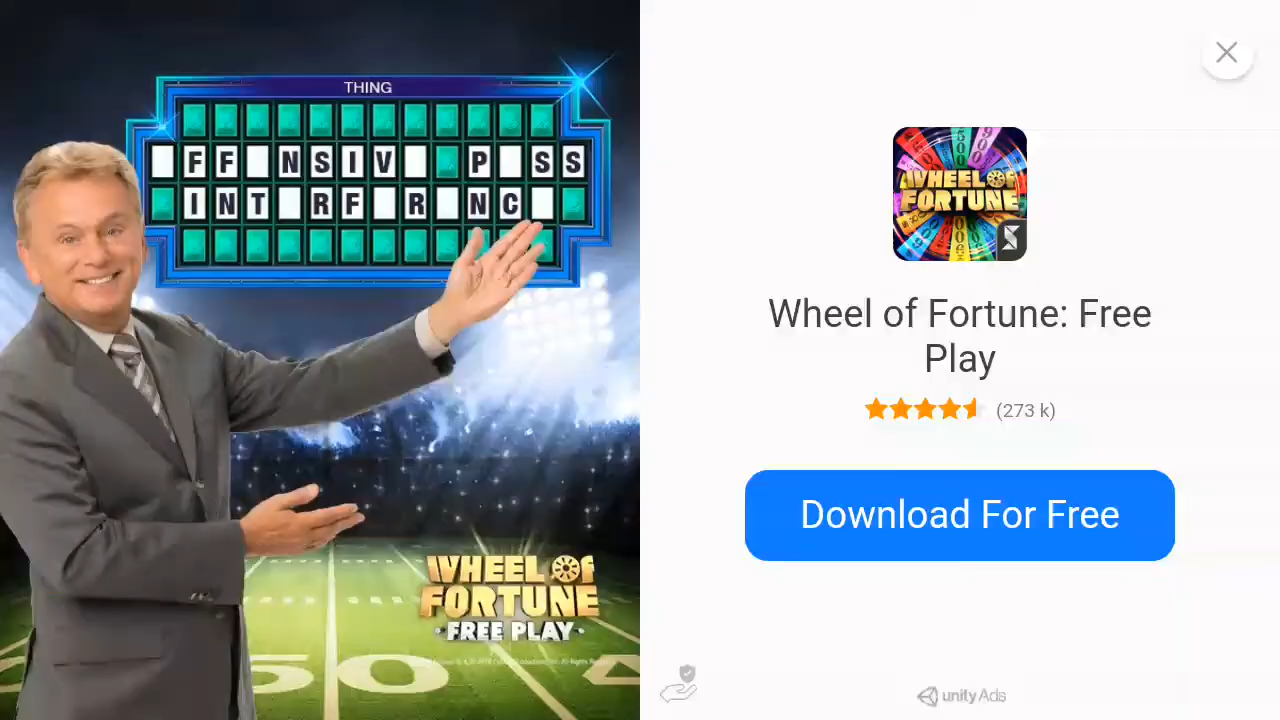 THING
FF NSIV P SS
INT RF R NC
WHEEL OF
FORTUNE
FREE PLAY
50
WHEEL OF
FORTUNE
Wheel of Fortune: Free
Play
(273 k)
Download For Free
unity Ads